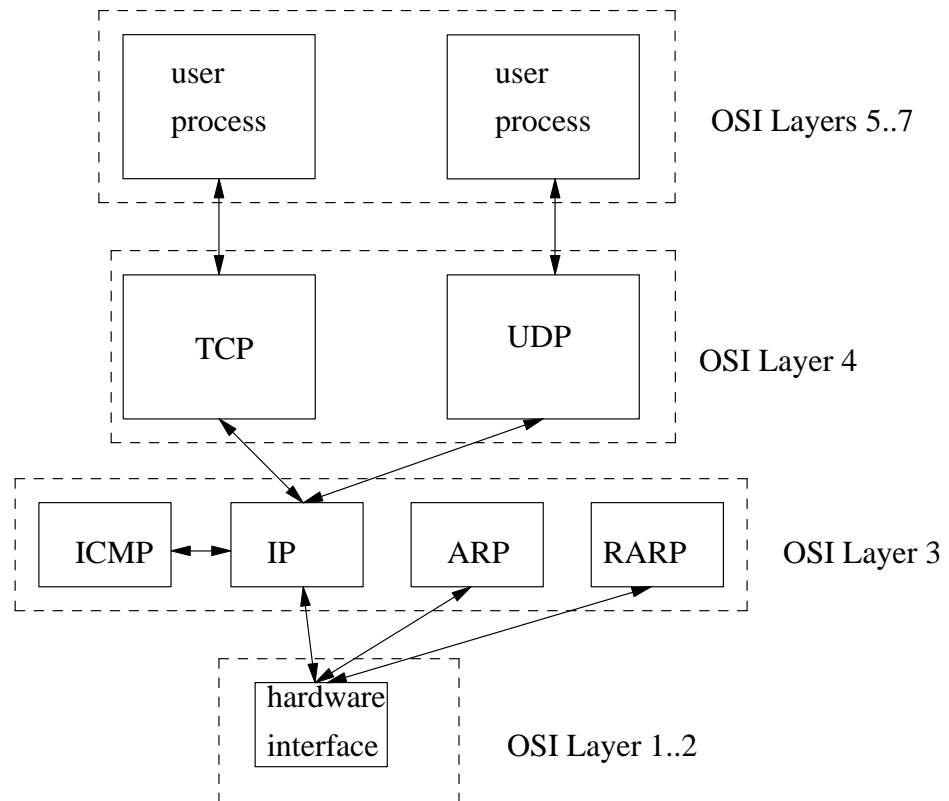 user
process
user
process
OSI Layers 5..7
TCP
UDP
OSI Layer 4
ICMP
IP
ARP
RARP
OSI Layer 3
hardware
interface
OSI Layer 1..2